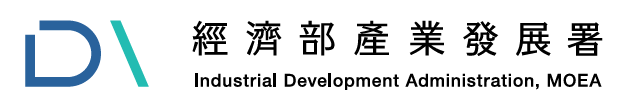 經濟部產業發展署
Industrial Development Administration, MOEA